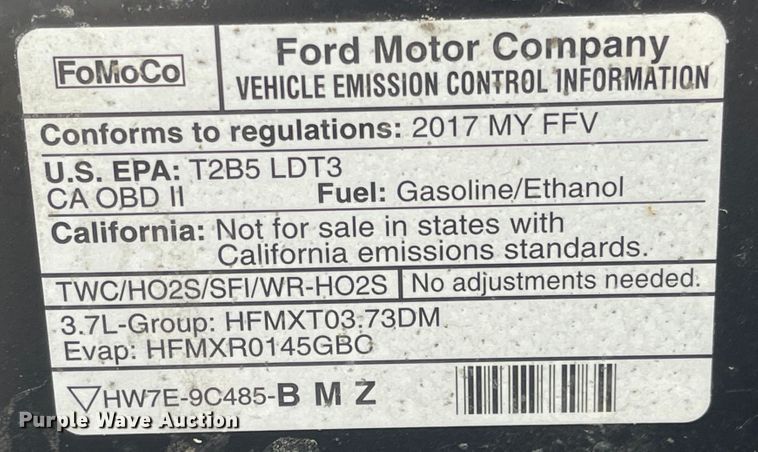 FoMoCo
Ford Motor Company
VEHICLE EMISSION CONTROL INFORMATION
Conforms to regulations: 2017 MY FFV
U.S. EPA: T2B5 LDT3
CA OBD II Fuel: Gasoline/Ethanol
California: Not for sale in states with
California emissions standards.
TWC/HO2S/SFI/WR-HO2S No adjustments needed.
3.7L-Group: HFMXT03.73DM
Evap: HFMXR0145GBC
HW7E-9C485-B M Z
Purple Wave Auction